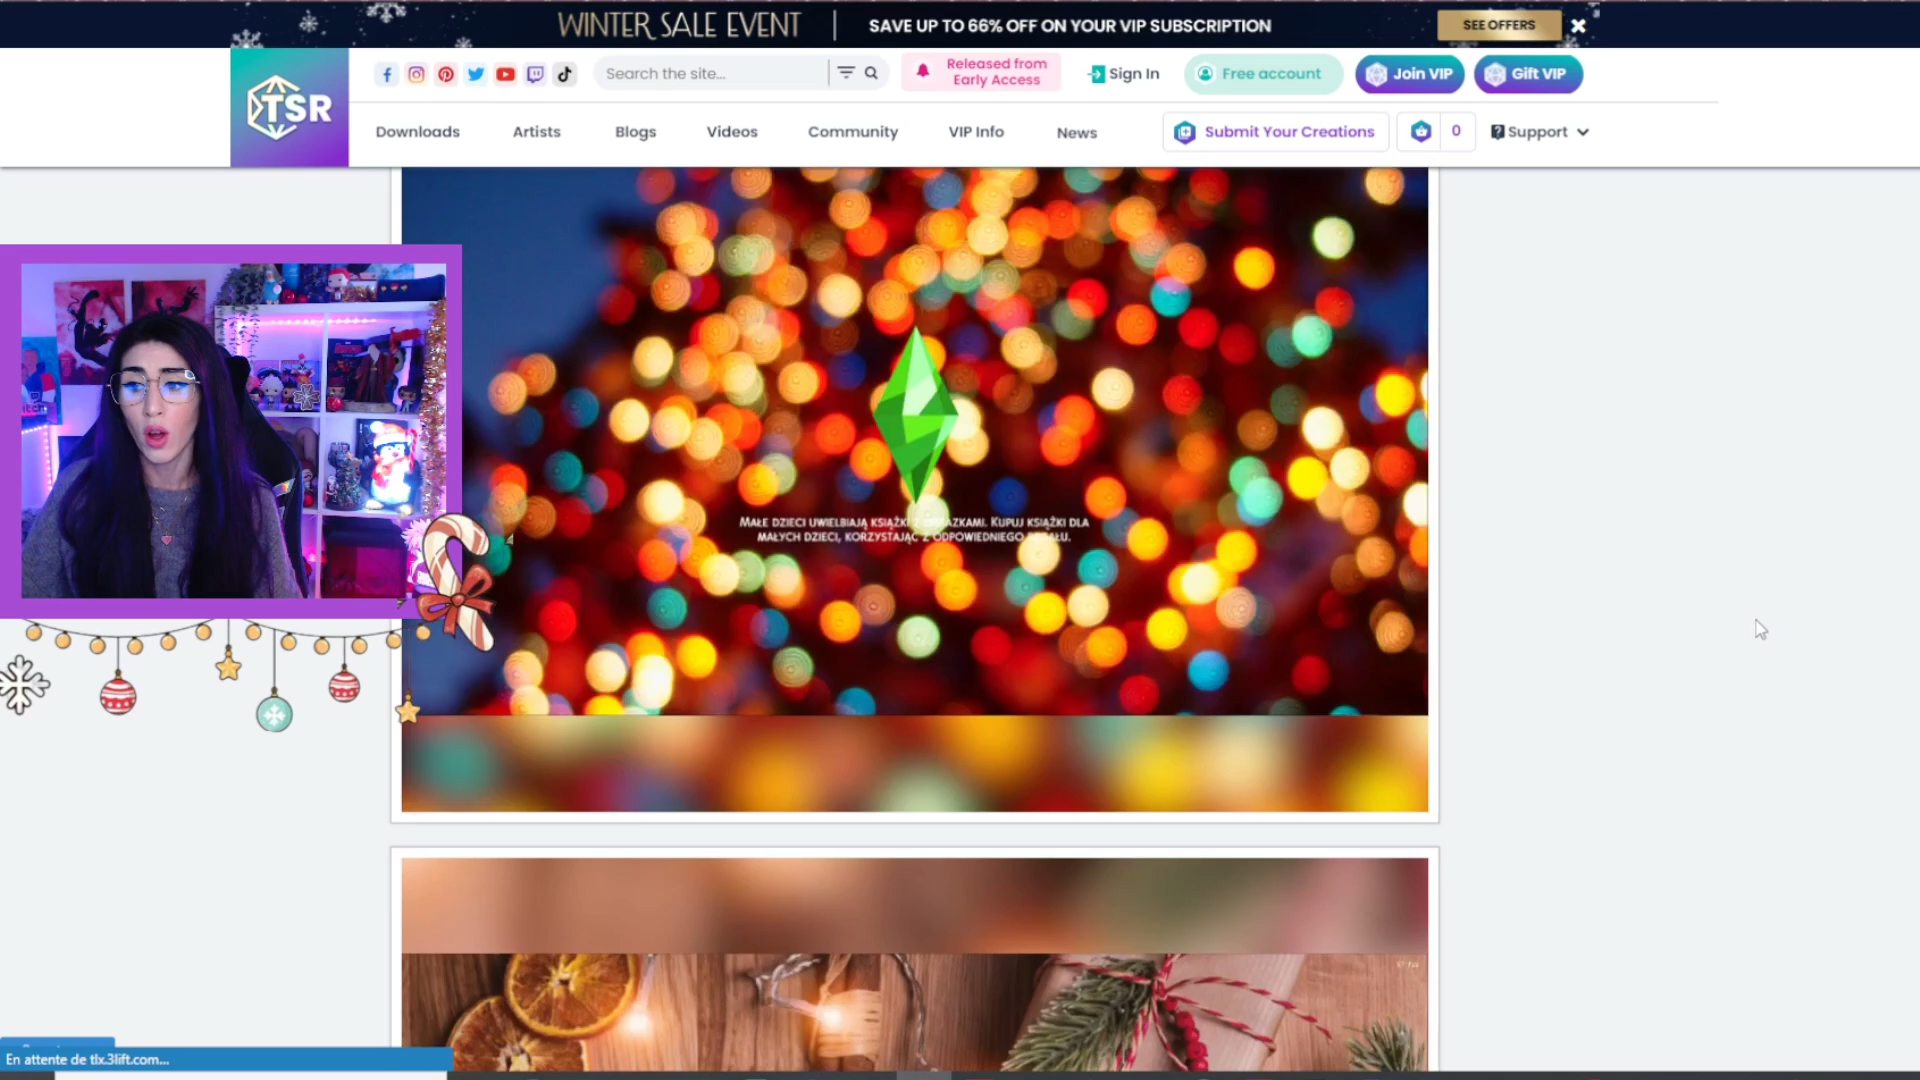 WINTER SALE EVENT
SAVE UP TO 66% OFF ON YOUR VIP SUBSCRIPTION
SEE OFFERS
TSR
Search the site...
Released from
Early Access
Sign In
Free account
Join VIP
Gift VIP
Downloads
Artists
Blogs
Videos
Community
VIP Info
News
Submit Your Creations
0
Support
MAŁE DZIECI UWIELBIAJĄ KSIĄŻKI Z OBRAZKAMI. KUPUJ KSIĄŻKI DLA
MAŁYCH DZIECI, KORZYSTAJĄC Z ODPOWIEDNIEGO
En attente de tlx.3lift.com...